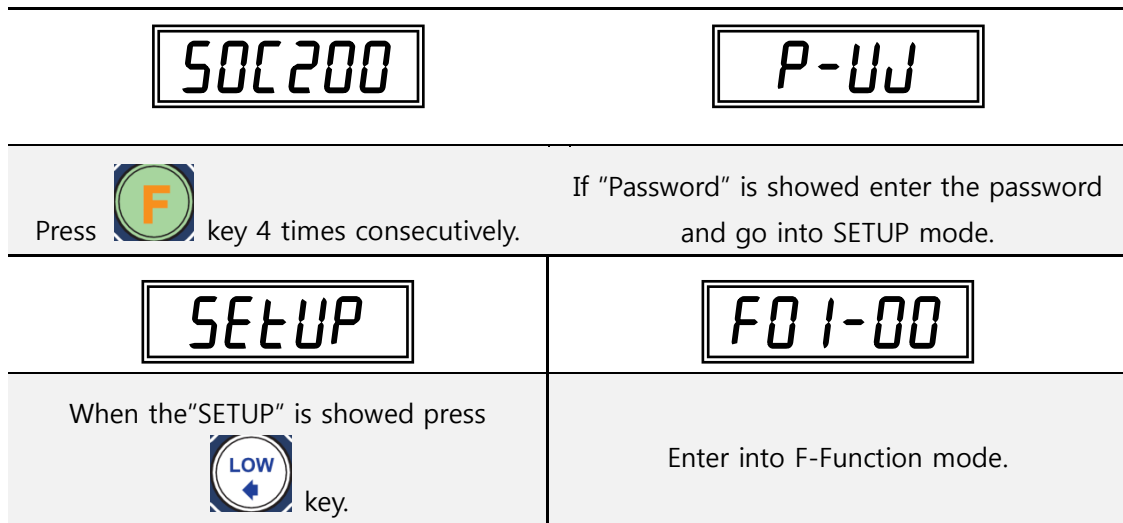 SOC200
P-UJ
F
Press key 4 times consecutively.
If "Password" is showed enter the password
and go into SETUP mode.
SEtUP
F01-00
When the"SETUP" is showed press
LOW
key.
Enter into F-Function mode.